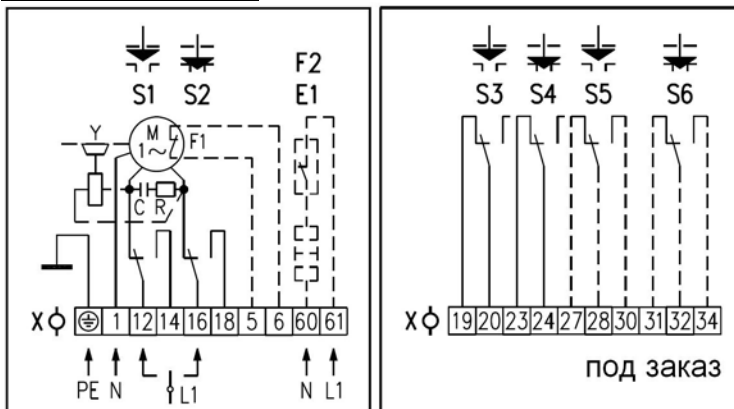 F2
S1 S2 E1
Y M 1~ F1
C R
X 1 12 14 16 18 5 6 60 61
PE N L1 N L1
S3 S4 S5 S6
X 19 20 23 24 27 28 30 31 32 34
под заказ